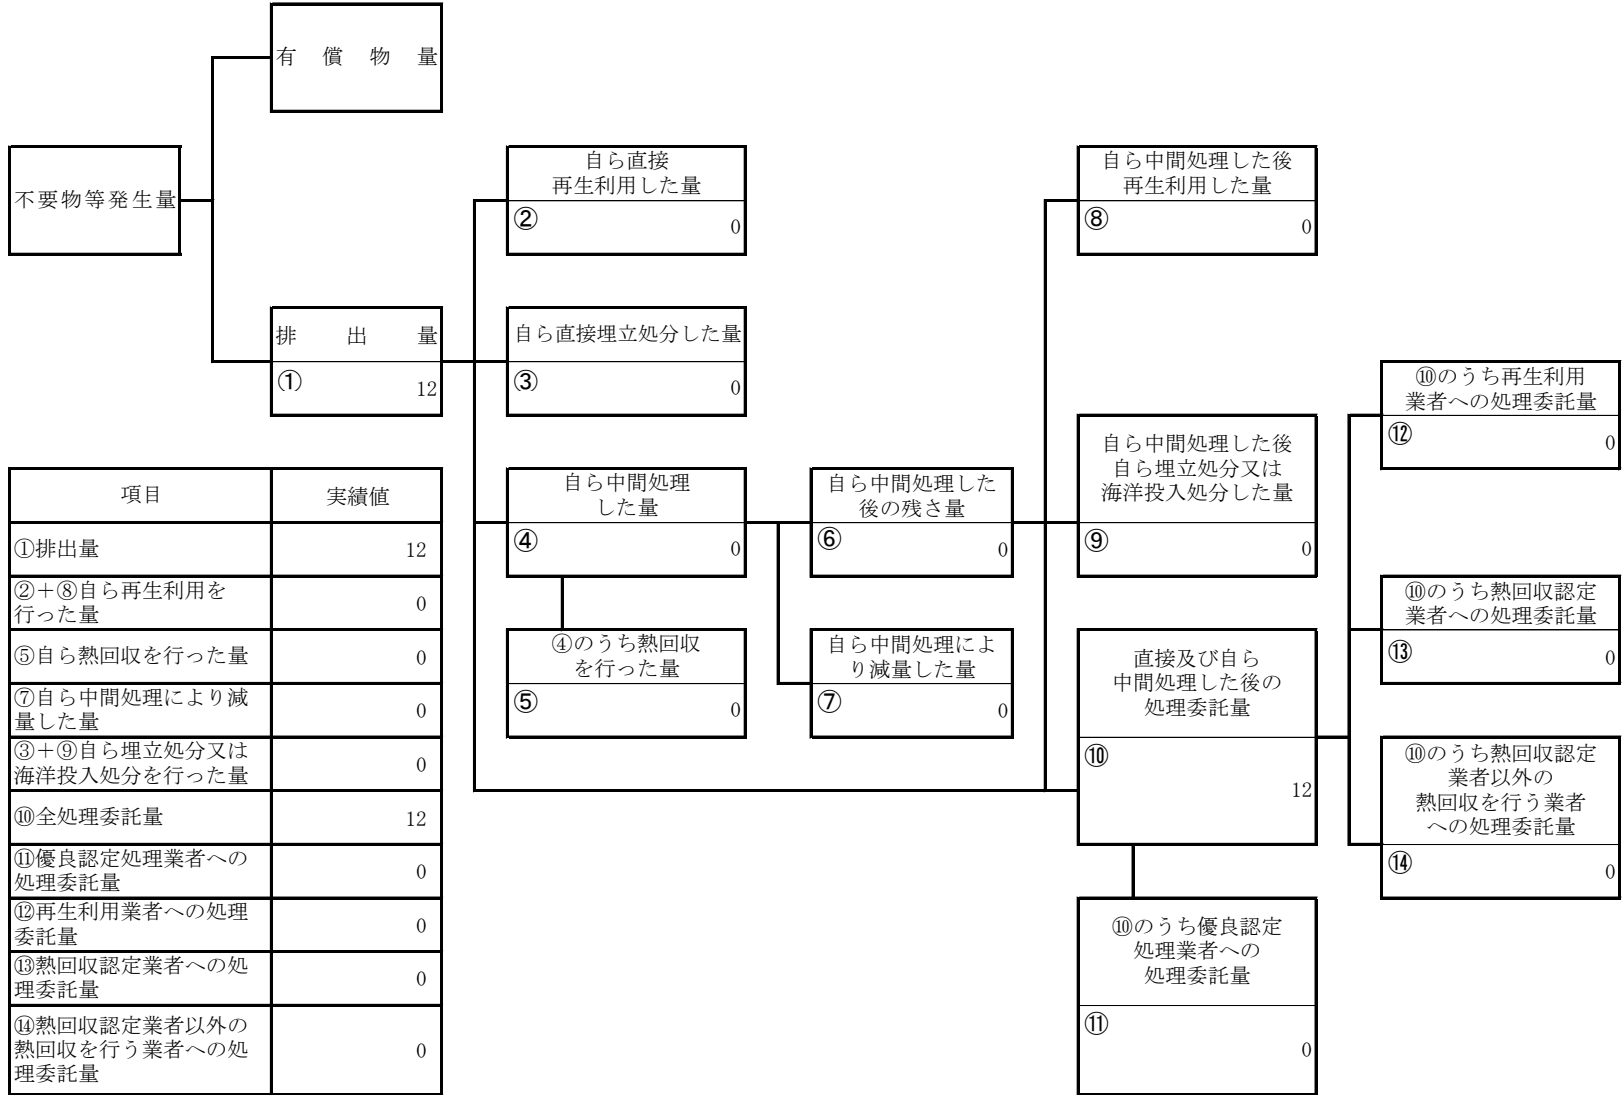 有償物量
不要物等発生量
排出量
① 12
自ら直接
再生利用した量
② 0
自ら直接埋立処分した量
③ 0
自ら中間処理
した量
④ 0
④のうち熱回収
を行った量
⑤ 0
自ら中間処理した
後の残さ量
⑥ 0
自ら中間処理によ
り減量した量
⑦ 0
自ら中間処理した後
再生利用した量
⑧ 0
自ら中間処理した後
自ら埋立処分又は
海洋投入処分した量
⑨ 0
直接及び自ら
中間処理した後の
処理委託量
⑩
12
⑩のうち優良認定
処理業者への
処理委託量
⑪
0
⑩のうち再生利用
業者への処理委託量
⑫ 0
⑩のうち熱回収認定
業者への処理委託量
⑬ 0
⑩のうち熱回収認定
業者以外の
熱回収を行う業者
への処理委託量
⑭ 0
項目 実績値
①排出量 12
②＋⑧自ら再生利用を
行った量 0
⑤自ら熱回収を行った量 0
⑦自ら中間処理により減
量した量 0
③＋⑨自ら埋立処分又は
海洋投入処分を行った量 0
⑩全処理委託量 12
⑪優良認定処理業者への
処理委託量 0
⑫再生利用業者への処理
委託量 0
⑬熱回収認定業者への処
理委託量 0
⑭熱回収認定業者以外の
熱回収を行う業者への処
理委託量 0